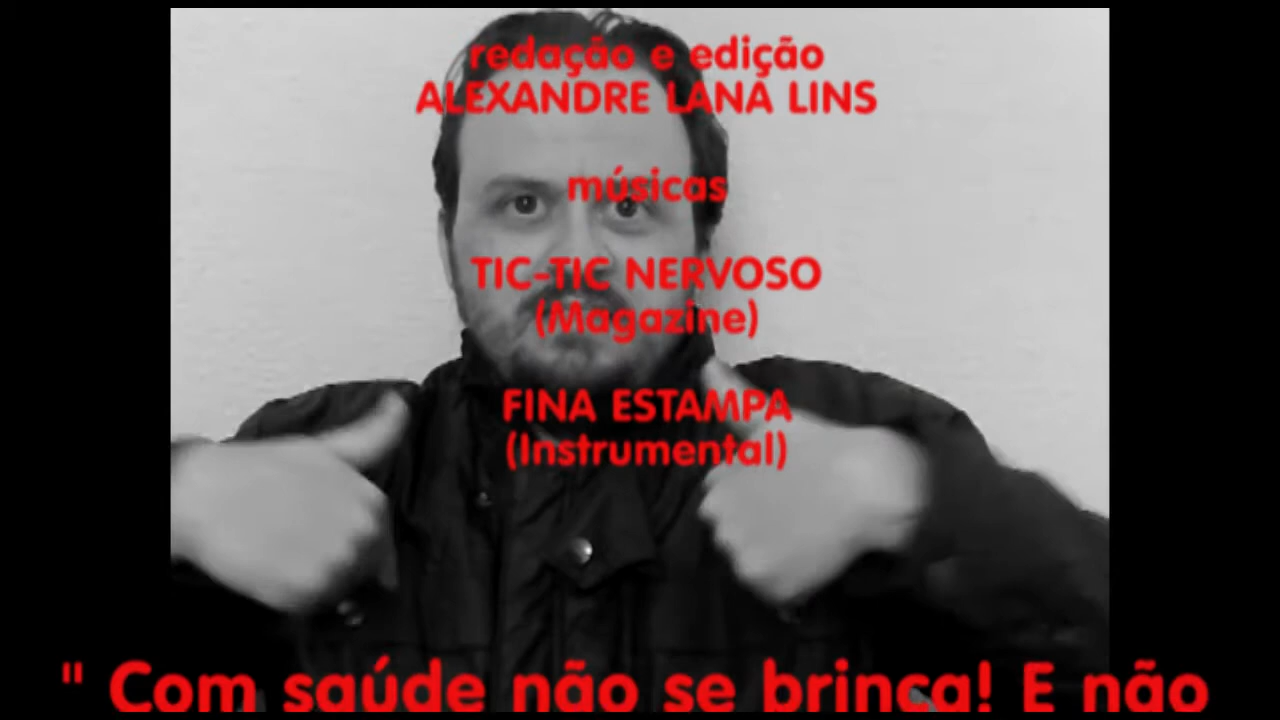 redação e edição
ALEXANDRE LANA LINS
músicas
TIC-TIC NERVOSO
(Magazine)
FINA ESTAMPA
(Instrumental)
" Com saúde não se brinca! E não